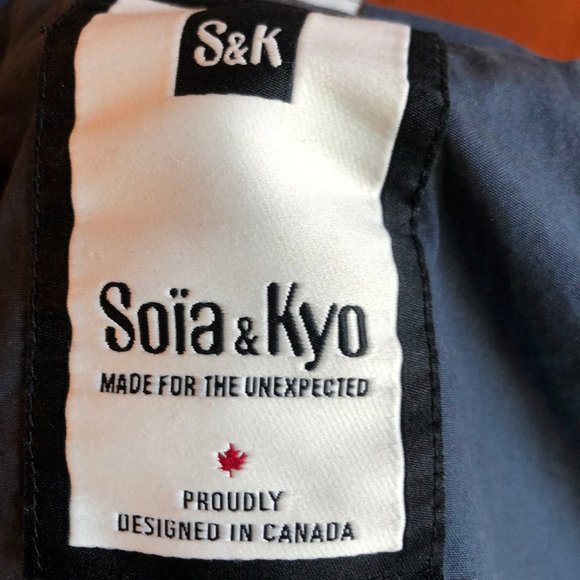 S&K
Soïa & Kyo
MADE FOR THE UNEXPECTED
PROUDLY
DESIGNED IN CANADA